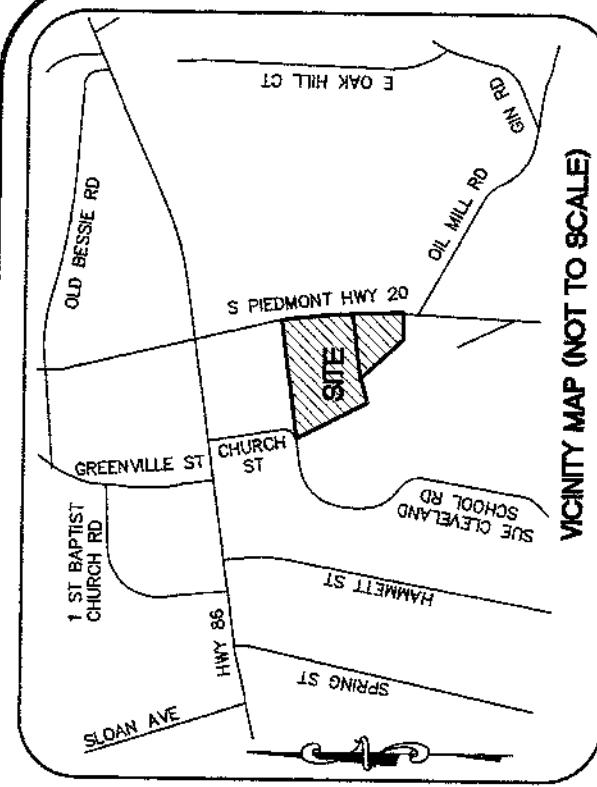 E OAK HILL CT
GIN RD
OLD BESSIE RD
OIL MILL RD
S PIEDMONT HWY 20
SITE
GREENVILLE ST
CHURCH
ST
SUE CLEVELAND
SCHOOL RD
1 ST BAPTIST
CHURCH RD
HAMMETT ST
HWY 86
SPRING ST
SLOAN AVE
VICINITY MAP (NOT TO SCALE)